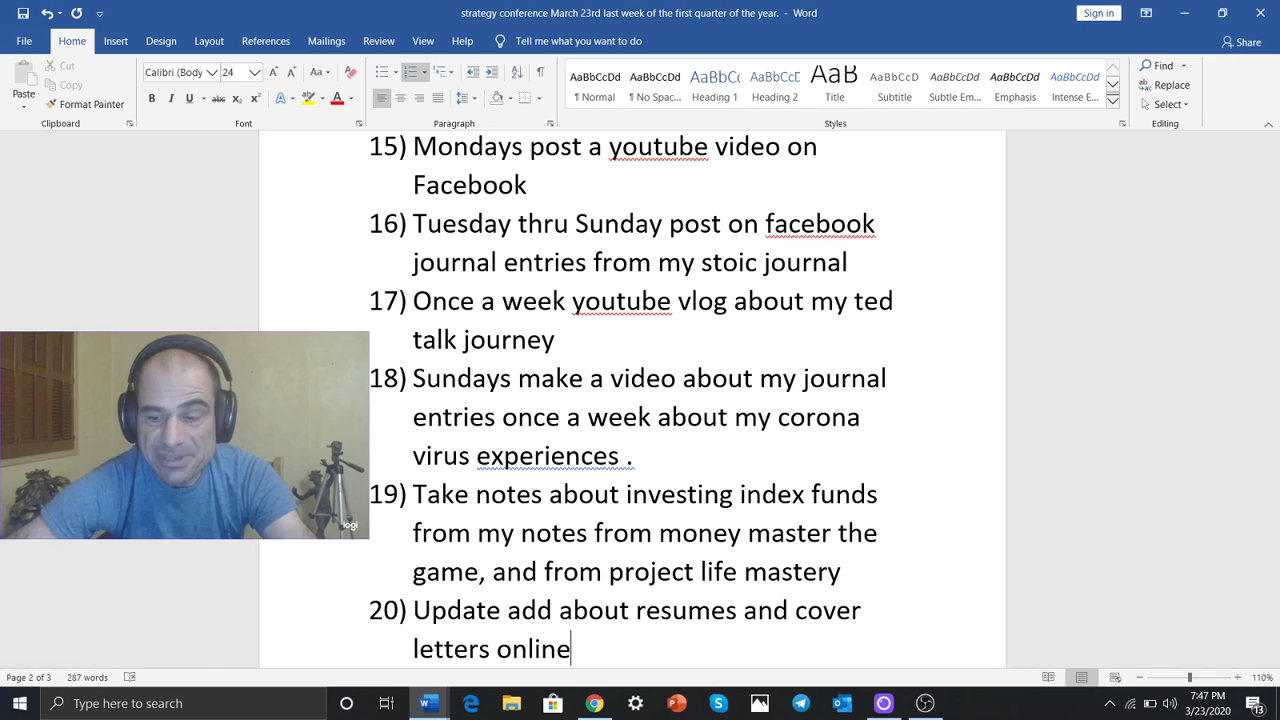 strategy conference March 23rd last week of the first quarter of the year. - Word
Sign in
File Home Insert Design Layout References Mailings Review View Help Tell me what you want to do Share
Paste
Cut
Copy
Format Painter
Clipboard
Calibri (Body 24
Font
Paragraph
AaBbCcDd AaBbCcDd AaBbCc AaBbCcD AaB AaBbCcD AaBbCcDd AaBbCcDd AaBbCcDd
¶ Normal ¶ No Spac... Heading 1 Heading 2 Title Subtitle Subtle Em... Emphasis Intense E...
Styles
Find
Replace
Select
Editing
15) Mondays post a youtube video on
Facebook
16) Tuesday thru Sunday post on facebook
journal entries from my stoic journal
17) Once a week youtube vlog about my ted
talk journey
18) Sundays make a video about my journal
entries once a week about my corona
virus experiences .
19) Take notes about investing index funds
from my notes from money master the
game, and from project life mastery
20) Update add about resumes and cover
letters online
logi
Page 2 of 3 287 words
110%
Type here to search
7:47 PM
3/23/2020